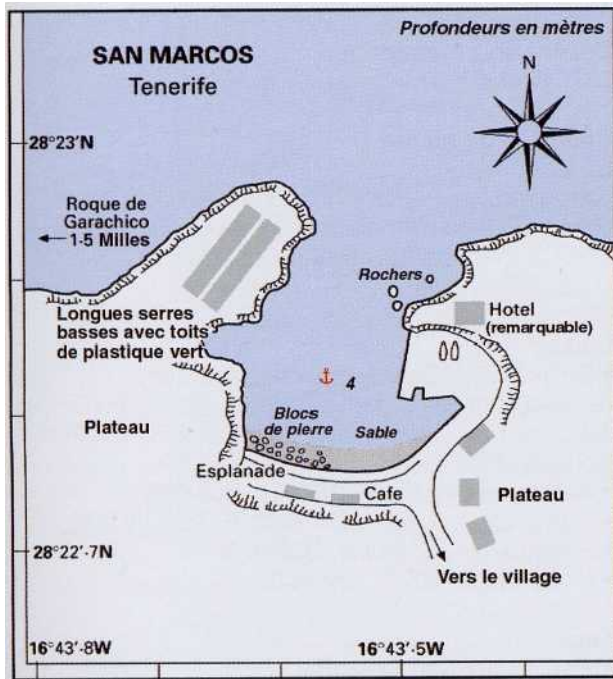 Profondeurs en mètres
SAN MARCOS
Tenerife
N
28°23'N
Roque de
Garachico
1·5 Milles
Rochers
Hotel
(remarquable)
Longues serres
basses avec toits
de plastique vert
4
Plateau
Blocs
de pierre
Sable
Esplanade
Cafe
Plateau
28°22'·7N
Vers le village
16°43'·8W
16°43'·5W